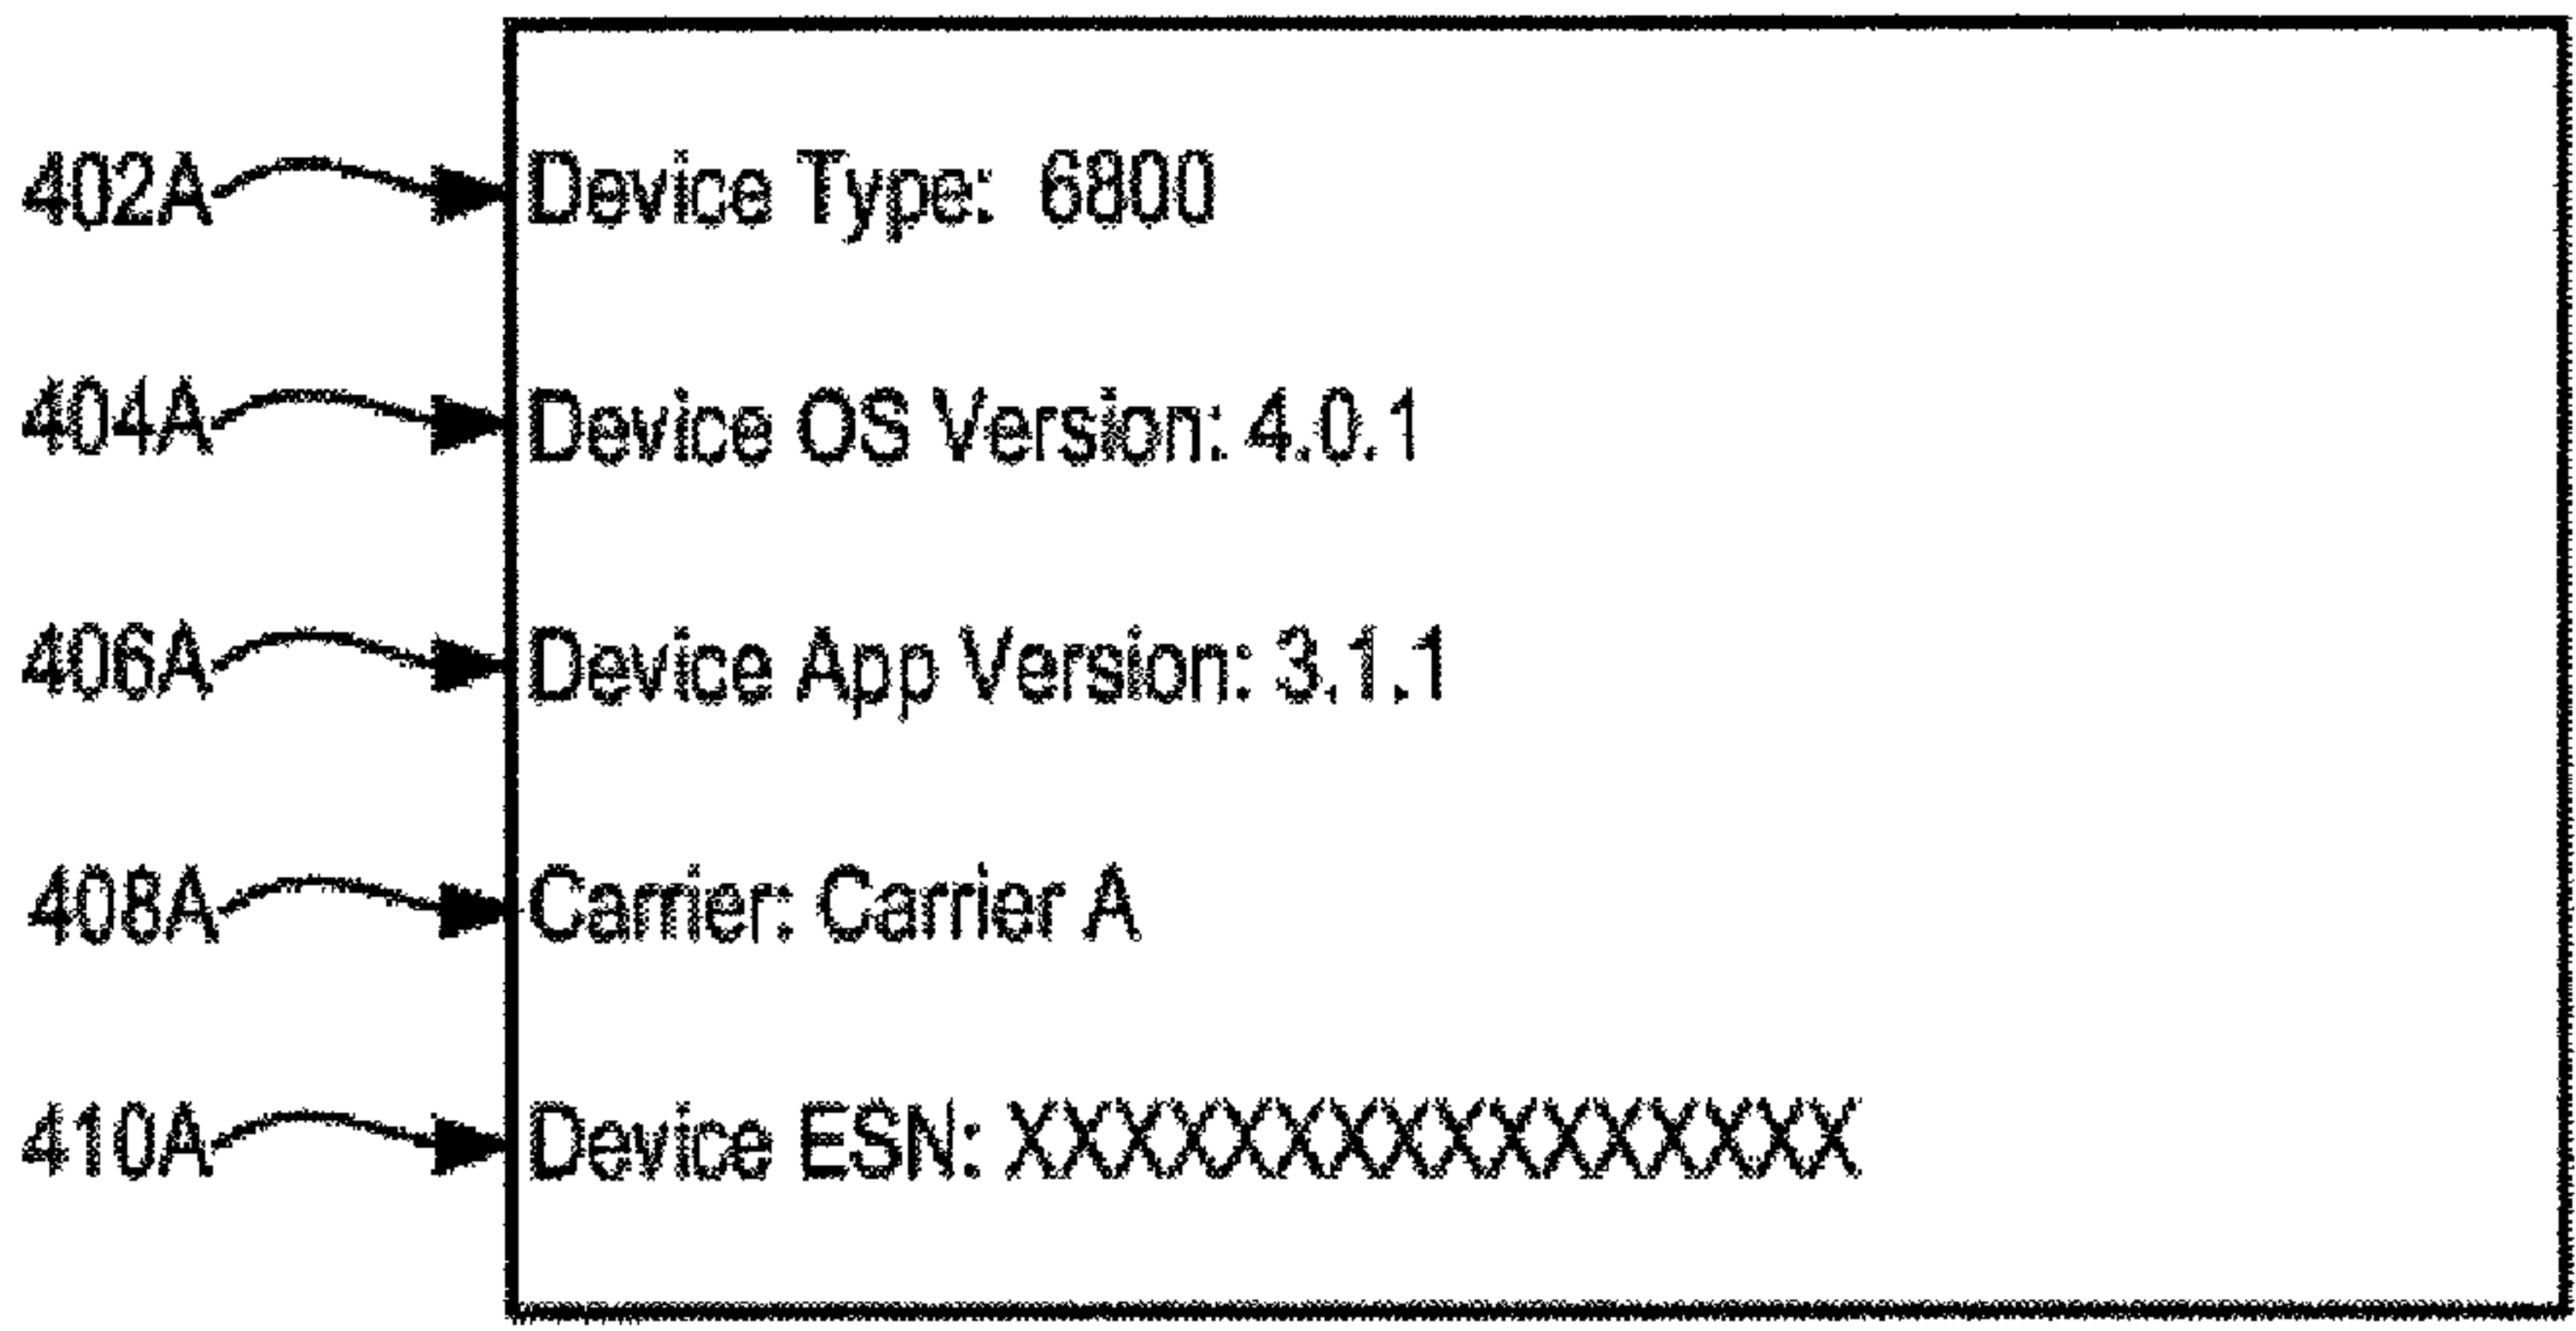 402A Device Type: 6800
404A Device OS Version: 4.0.1
406A Device App Version: 3.1.1
408A Carrier: Carrier A
410A Device ESN: XXXXXXXXXXXXXXXX